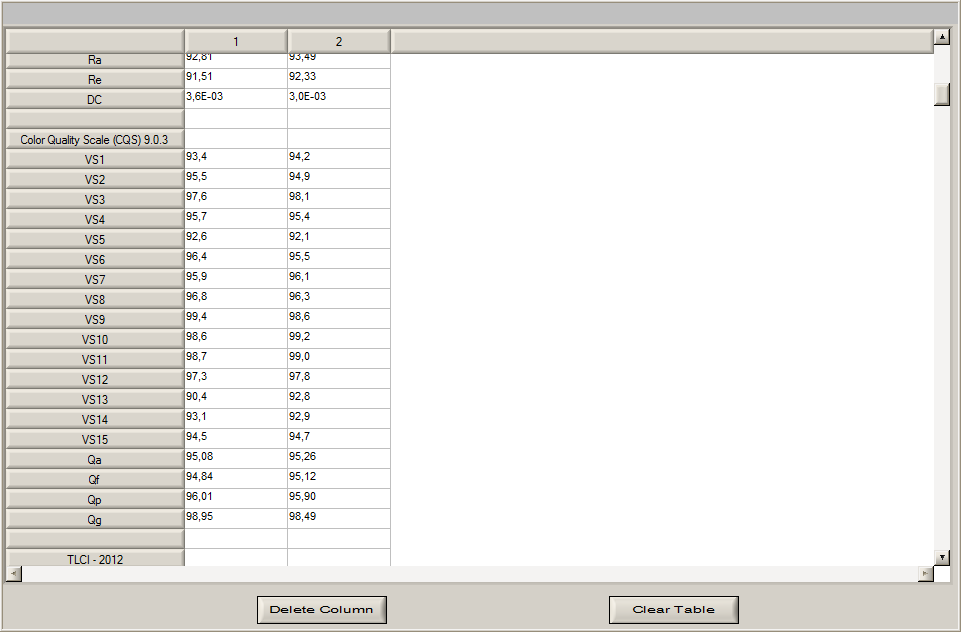 1 2
Ra 92,81 93,49
Re 91,51 92,33
DC 3,6E-03 3,0E-03
Color Quality Scale (CQS) 9.0.3
VS1 93,4 94,2
VS2 95,5 94,9
VS3 97,6 98,1
VS4 95,7 95,4
VS5 92,6 92,1
VS6 96,4 95,5
VS7 95,9 96,1
VS8 96,8 96,3
VS9 99,4 98,6
VS10 98,6 99,2
VS11 98,7 99,0
VS12 97,3 97,8
VS13 90,4 92,8
VS14 93,1 92,9
VS15 94,5 94,7
Qa 95,08 95,26
Qf 94,84 95,12
Qp 96,01 95,90
Qg 98,95 98,49
TLCI - 2012
Delete Column Clear Table